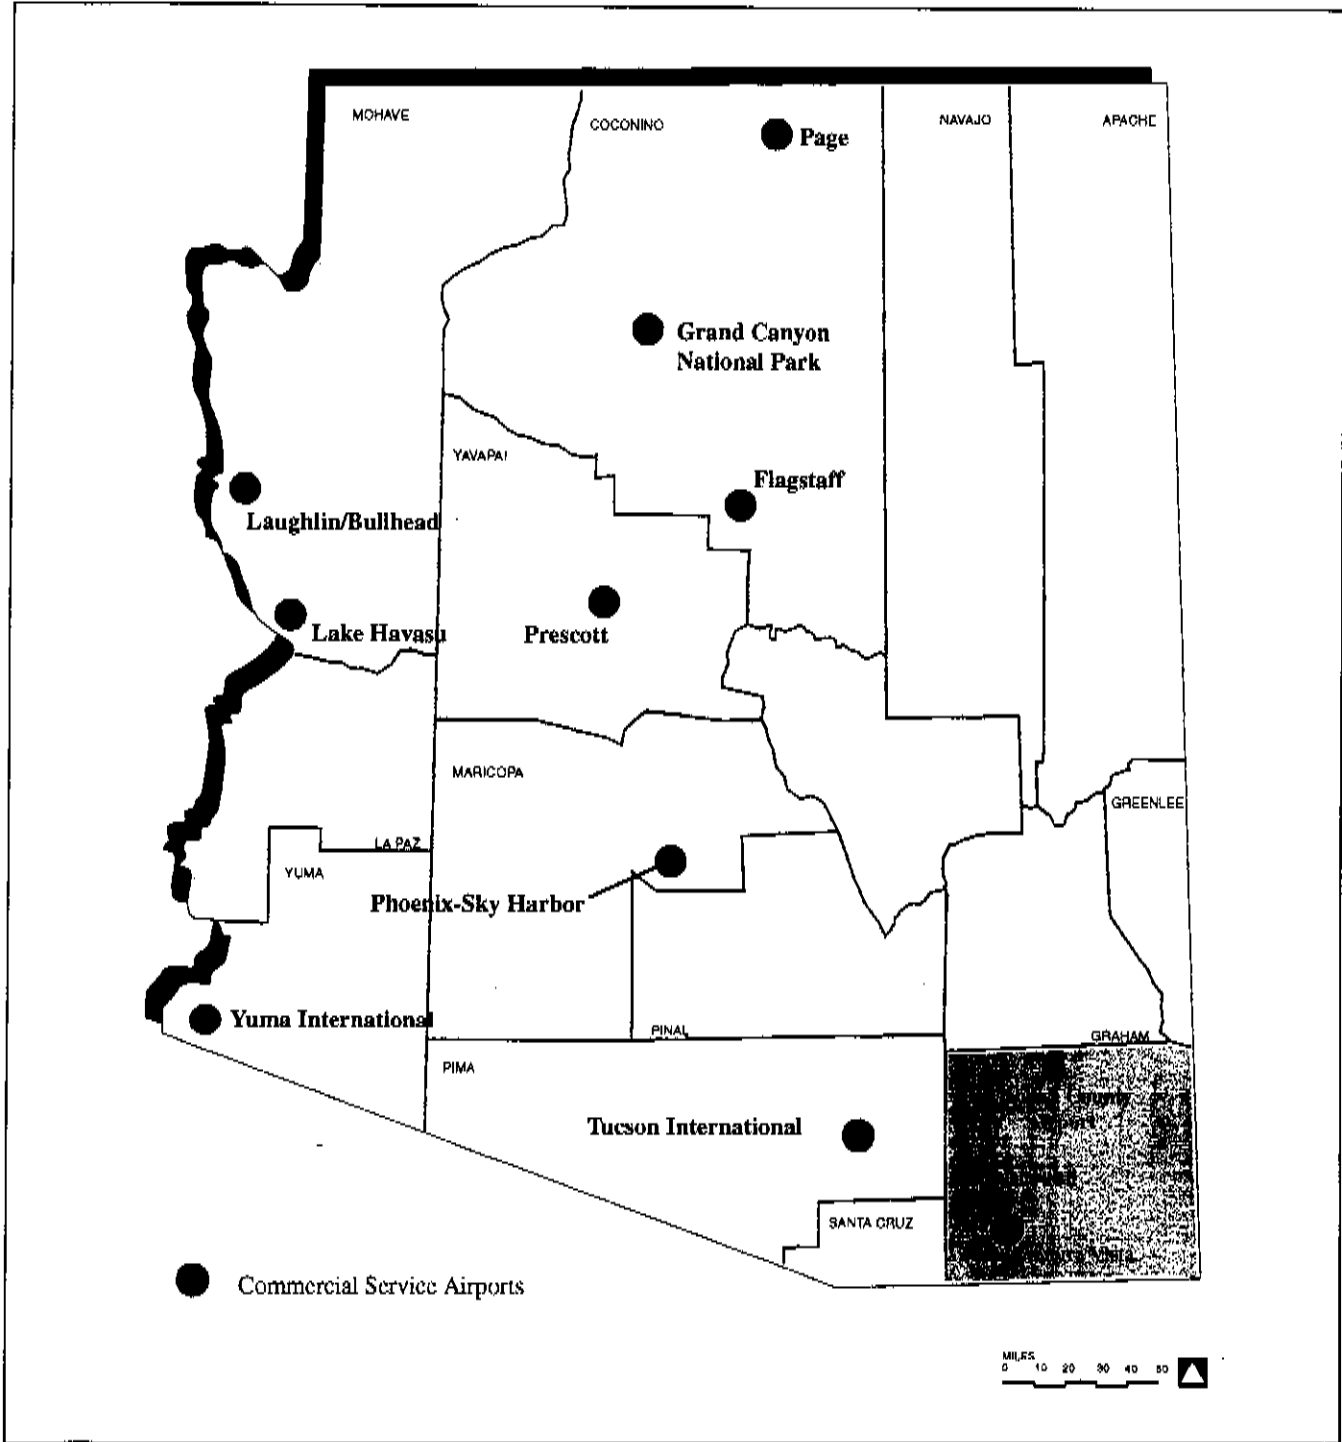 MOHAVE
COCONINO
NAVAJO
APACHE
Page
Grand Canyon
National Park
YAVAPAI
Flagstaff
Laughlin/Bullhead
Lake Havasu
Prescott
MARICOPA
GREENLEE
LA PAZ
YUMA
Phoenix-Sky Harbor
Yuma International
PINAL
GRAHAM
PIMA
County
Tucson International
SANTA CRUZ
Commercial Service Airports
MILES
0 10 20 30 40 50